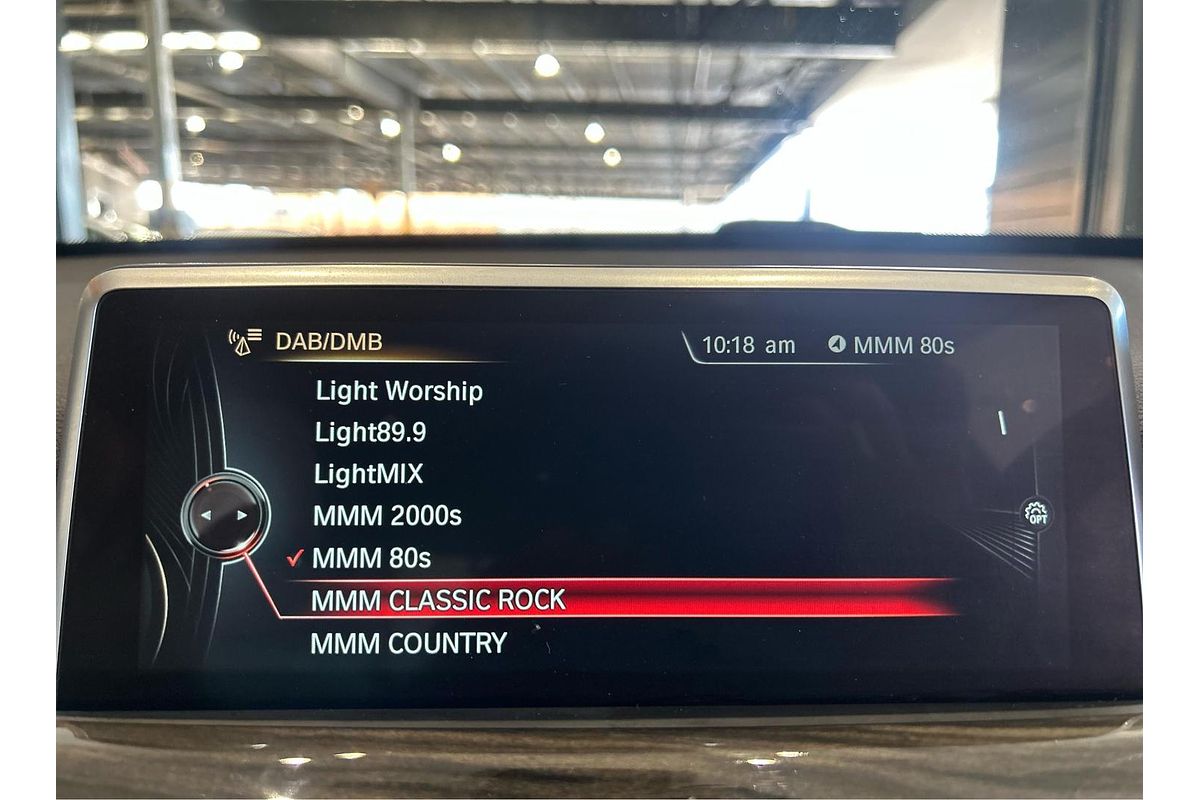 DAB/DMB
10:18 am
MMM 80s
Light Worship
Light89.9
LightMIX
MMM 2000s
MMM 80s
MMM CLASSIC ROCK
MMM COUNTRY
OPT